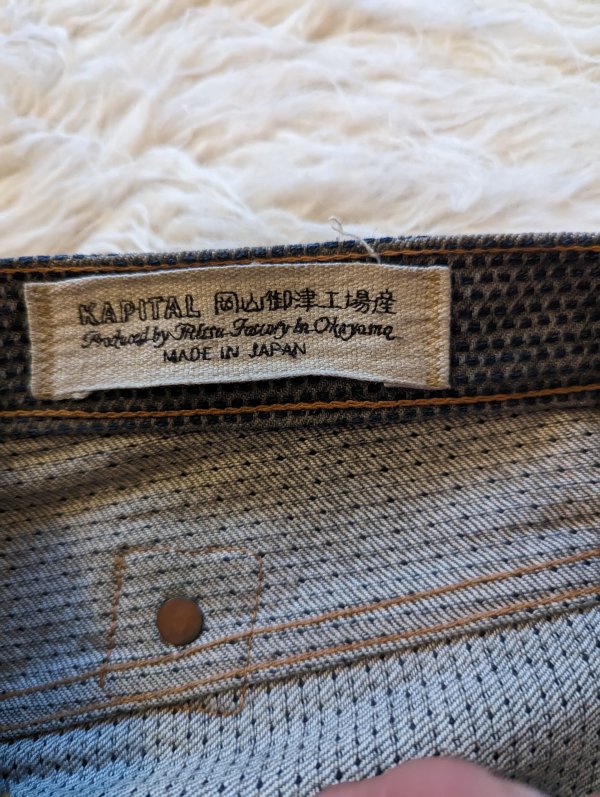 KAPITAL 岡山御津工場産
Produced by Mitsu Factory In Okayama
MADE IN JAPAN